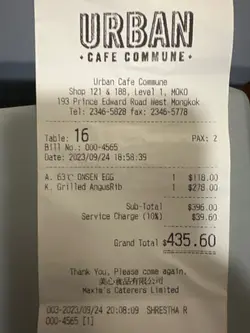 URBAN
• CAFE COMMUNE •
Urban Cafe Commune
Shop 121 & 188, Level 1, MOKO
193 Prince Edward Road West, Mongkok
Tel: 2346-5828 fax: 2346-5778
Table: 16 PAX: 2
Bill No.: 000-4565
Date: 2023/09/24 18:58:39
A. 63℃ ONSEN EGG $118.00
K. Grilled AngusRib $278.00
Sub-Total $396.00
Service Charge (10%) $39.60
Grand Total $435.60
Thank You, Please come again.
美心食品有限公司
Maxim's Caterers Limited
003-2023/09/24 20:08:09 SHRESTHA R
000-4565 [1]